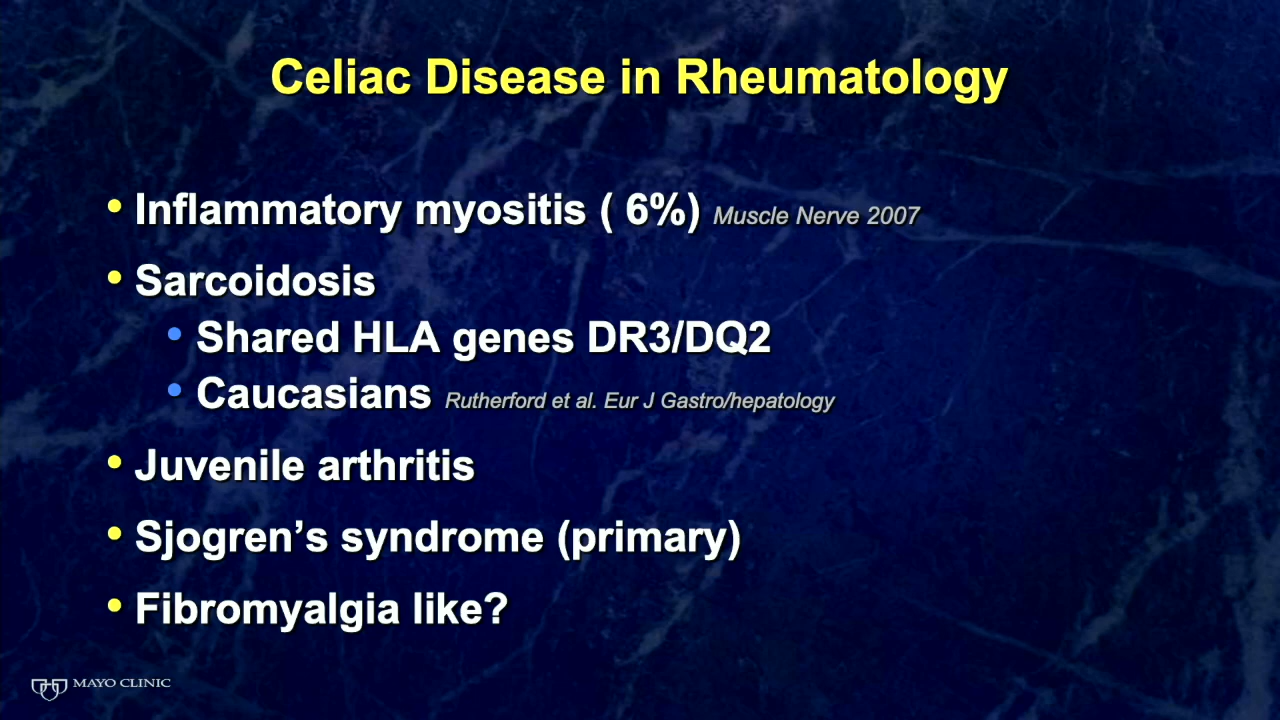 Celiac Disease in Rheumatology
• Inflammatory myositis ( 6%) Muscle Nerve 2007
• Sarcoidosis
• Shared HLA genes DR3/DQ2
• Caucasians Rutherford et al. Eur J Gastro/hepatology
• Juvenile arthritis
• Sjogren’s syndrome (primary)
• Fibromyalgia like?
MAYO CLINIC